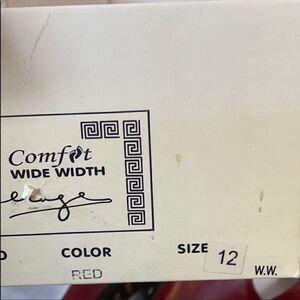 Comfort
WIDE WIDTH
COLOR
SIZE 12
RED
W.W.